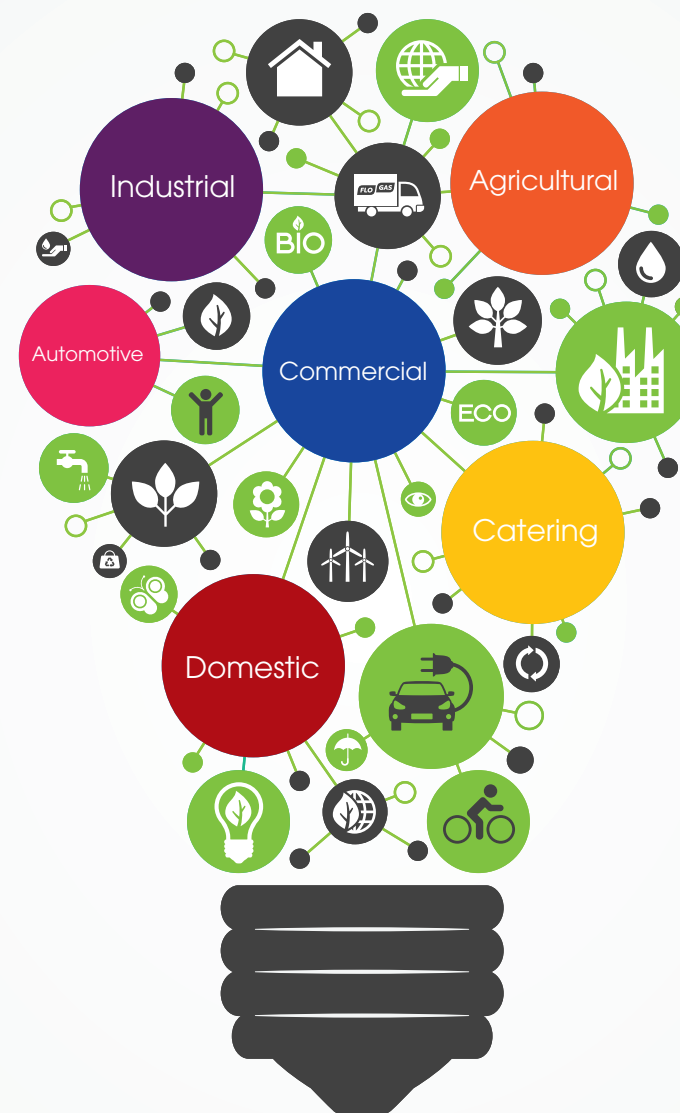 Industrial
Agricultural
FLO GAS
BIO
Automotive
Commercial
ECO
Catering
Domestic